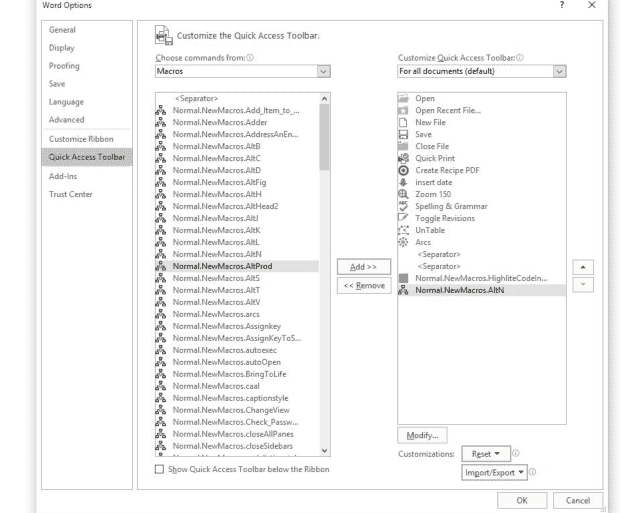 Word Options
?
General
Display
Proofing
Save
Language
Advanced
Customize Ribbon
Quick Access Toolbar
Add-Ins
Trust Center
Customize the Quick Access Toolbar.
Choose commands from:
Macros
<Separator>
Normal.NewMacros.Add_Item_to_...
Normal.NewMacros.Adder
Normal.NewMacros.AddressAnEn...
Normal.NewMacros.AltB
Normal.NewMacros.AltC
Normal.NewMacros.AltD
Normal.NewMacros.AltFig
Normal.NewMacros.AltH
Normal.NewMacros.AltHead2
Normal.NewMacros.AltJ
Normal.NewMacros.AltK
Normal.NewMacros.AltL
Normal.NewMacros.AltN
Normal.NewMacros.AltProd
Normal.NewMacros.AltS
Normal.NewMacros.AltT
Normal.NewMacros.AltV
Normal.NewMacros.arcs
Normal.NewMacros.Assignkey
Normal.NewMacros.AssignKeyToS...
Normal.NewMacros.autoexec
Normal.NewMacros.autoOpen
Normal.NewMacros.BringToLife
Normal.NewMacros.caal
Normal.NewMacros.captionstyle
Normal.NewMacros.ChangeView
Normal.NewMacros.Check_Passw...
Normal.NewMacros.closeAllPanes
Normal.NewMacros.closeSidebars
Show Quick Access Toolbar below the Ribbon
Add >>
<< Remove
Customize Quick Access Toolbar:
For all documents (default)
Open
Open Recent File...
New File
Save
Close File
Quick Print
Create Recipe PDF
insert date
Zoom 150
Spelling & Grammar
Toggle Revisions
UnTable
Arcs
<Separator>
<Separator>
Normal.NewMacros.HighliteCodeIn...
Normal.NewMacros.AltN
Modify...
Customizations:
Reset
Import/Export
OK
Cancel